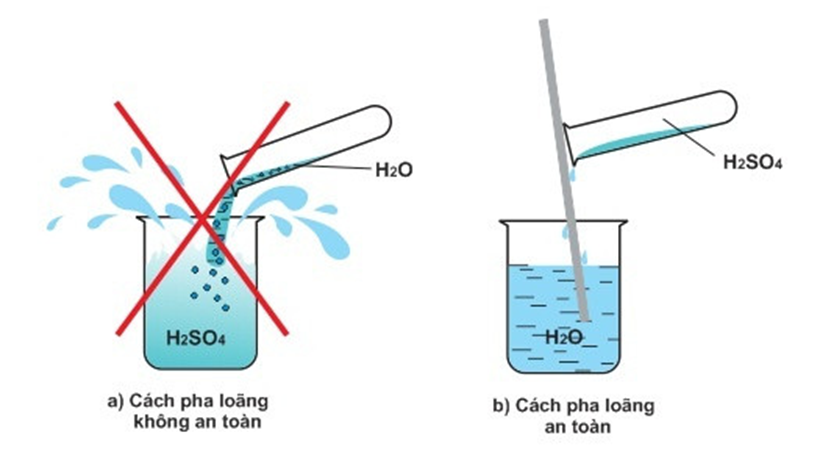 H2O
H2SO4
a) Cách pha loãng
không an toàn
H2SO4
H2O
b) Cách pha loãng
an toàn